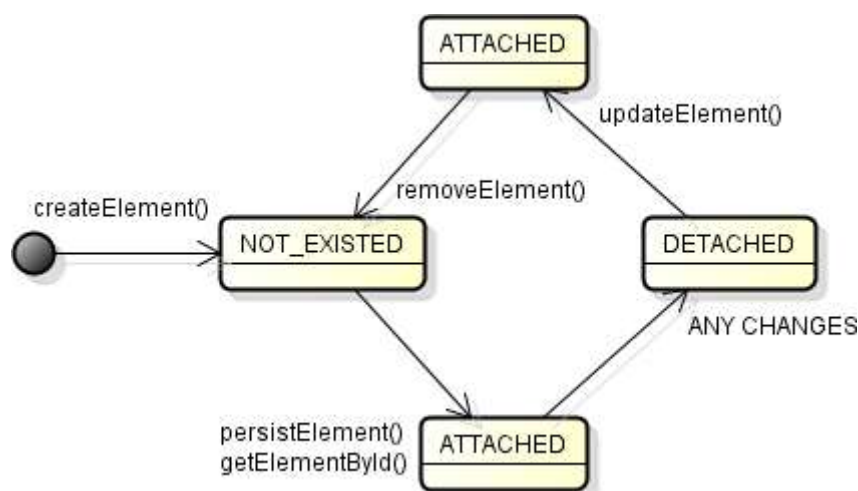 ATTACHED
updateElement()
removeElement()
createElement()
NOT_EXISTED
DETACHED
ANY CHANGES
persistElement()
getElementById()
ATTACHED